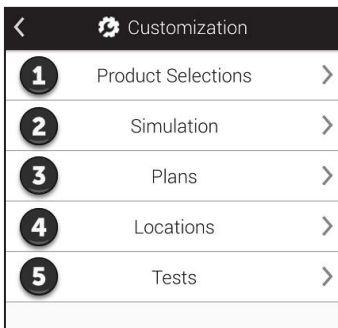 Customization
1 Product Selections
2 Simulation
3 Plans
4 Locations
5 Tests